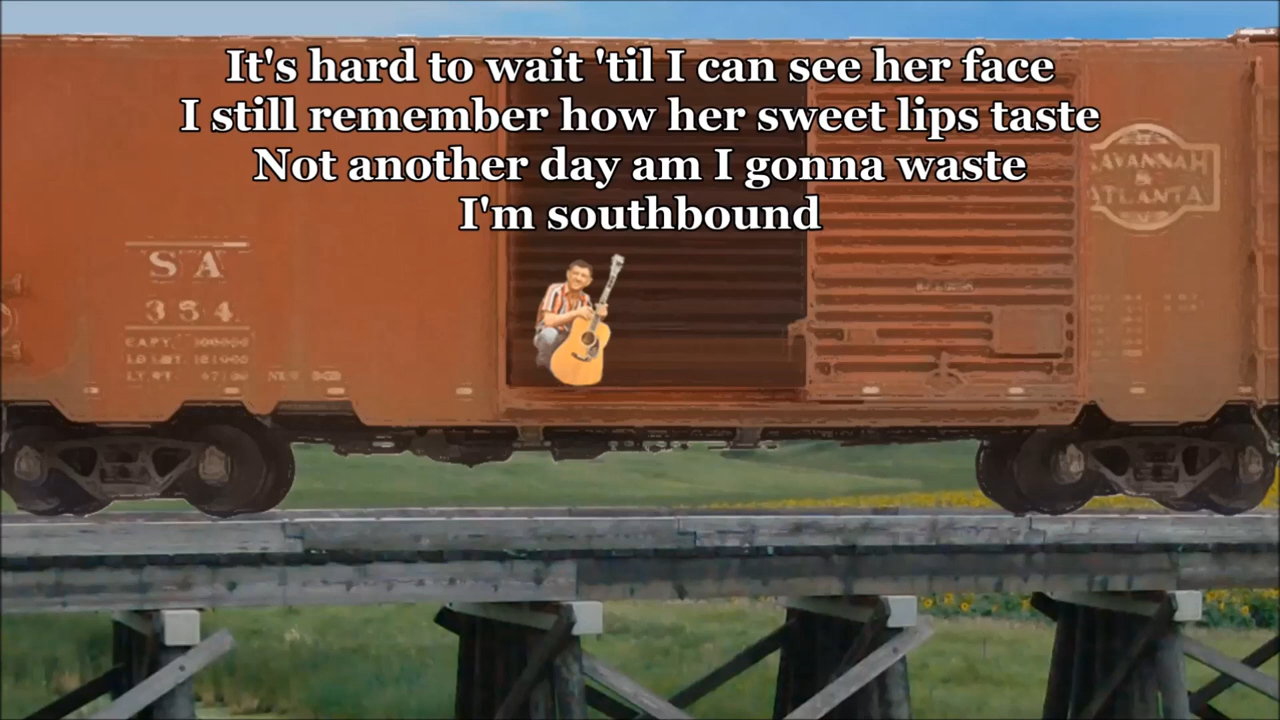 It's hard to wait 'til I can see her face
I still remember how her sweet lips taste
Not another day am I gonna waste
I'm southbound
SAVANNAH
&
ATLANTA
S A
384
CAPY.